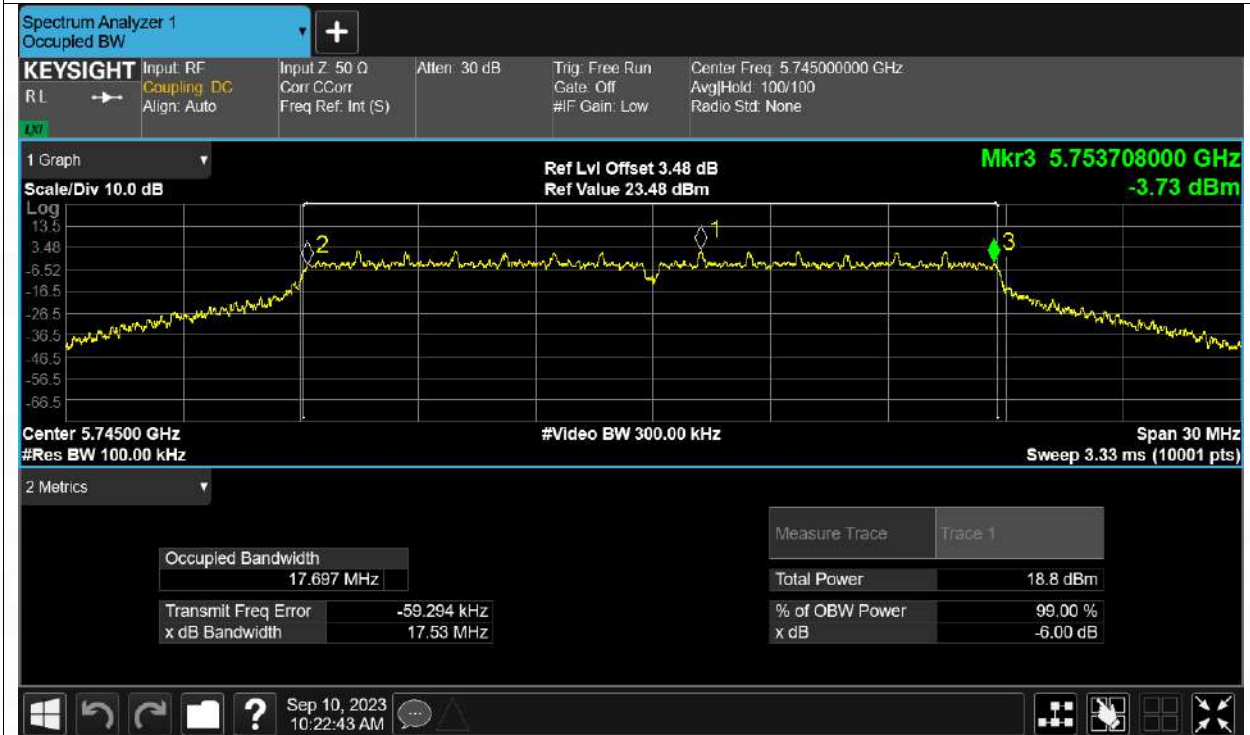 Spectrum Analyzer 1
Occupied BW
+
KEYSIGHT Input: RF Input Z: 50 Ω Atten: 30 dB Trig: Free Run Center Freq: 5.745000000 GHz
RL Coupling: DC Corr CCorr Gate: Off Avg|Hold: 100/100
Align: Auto Freq Ref: Int (S) #IF Gain: Low Radio Std: None
LXI
1 Graph Ref Lvl Offset 3.48 dB Mkr3 5.753708000 GHz
Scale/Div 10.0 dB Ref Value 23.48 dBm -3.73 dBm
Log
13.5
3.48
-6.52
-16.5
-26.5
-36.5
-46.5
-56.5
-66.5
2
1
3
Center 5.74500 GHz #Video BW 300.00 kHz Span 30 MHz
#Res BW 100.00 kHz Sweep 3.33 ms (10001 pts)
2 Metrics
Measure Trace Trace 1
Occupied Bandwidth
17.697 MHz Total Power 18.8 dBm
Transmit Freq Error -59.294 kHz % of OBW Power 99.00 %
x dB Bandwidth 17.53 MHz x dB -6.00 dB
? Sep 10, 2023
10:22:43 AM